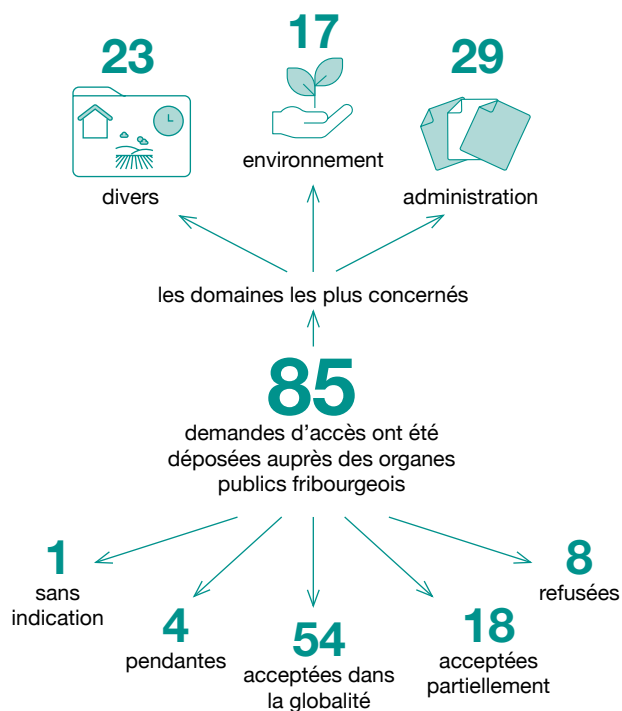 23
17
29
divers
environnement
administration
les domaines les plus concernés
85
demandes d’accès ont été
déposées auprès des organes
publics fribourgeois
1
sans
indication
4
pendantes
54
acceptées dans
la globalité
18
acceptées
partiellement
8
refusées